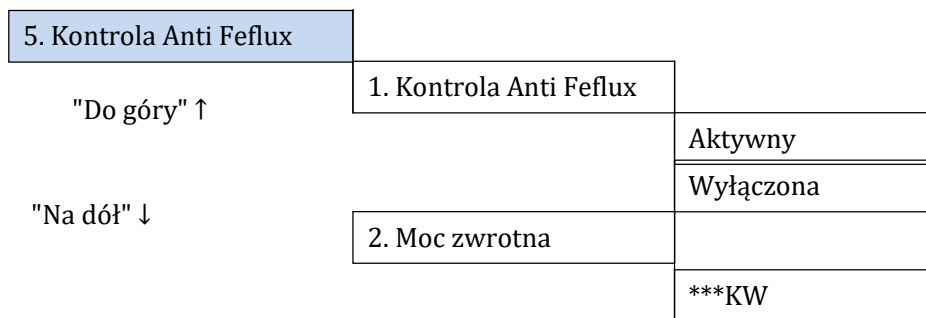 5. Kontrola Anti Feflux
1. Kontrola Anti Feflux
"Do góry" ↑
Aktywny
Wyłączona
"Na dół" ↓
2. Moc zwrotna
***KW